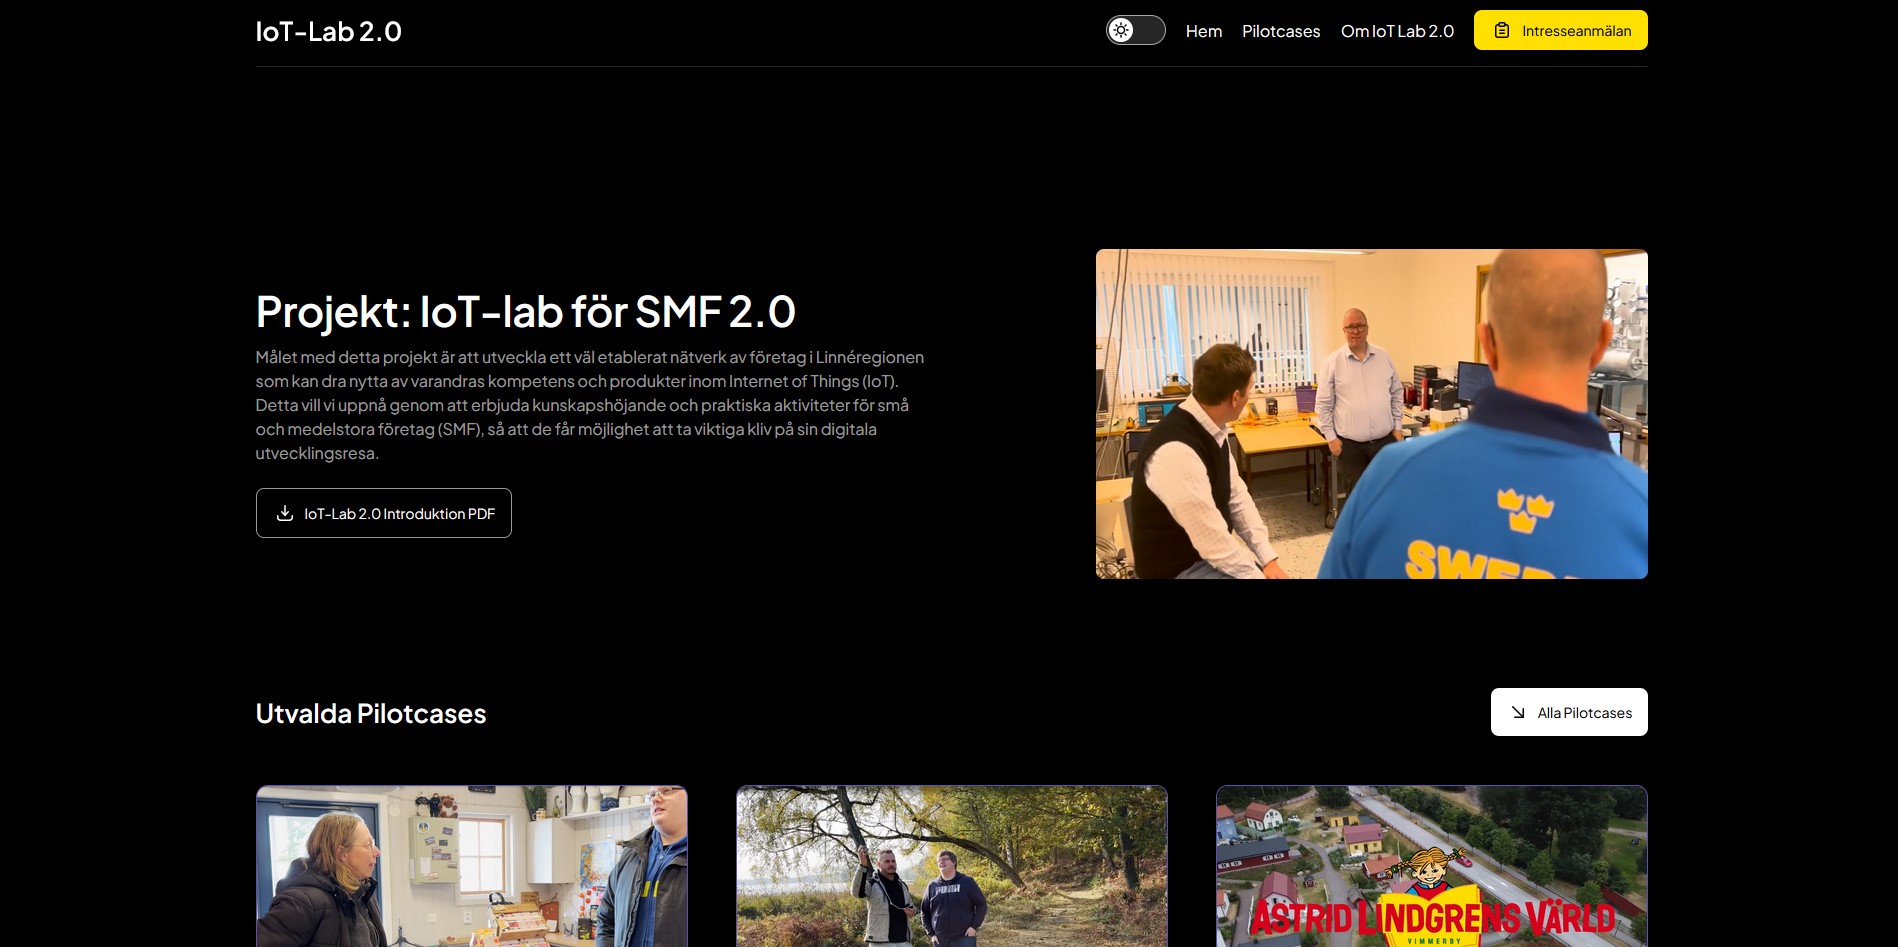 IoT-Lab 2.0
Hem
Pilotcases
Om IoT Lab 2.0
Intresseanmälan
Projekt: IoT-lab för SMF 2.0
Målet med detta projekt är att utveckla ett väl etablerat nätverk av företag i Linnéregionen
som kan dra nytta av varandras kompetens och produkter inom Internet of Things (IoT).
Detta vill vi uppnå genom att erbjuda kunskapshöjande och praktiska aktiviteter för små
och medelstora företag (SMF), så att de får möjlighet att ta viktiga kliv på sin digitala
utvecklingsresa.
IoT-Lab 2.0 Introduktion PDF
Utvalda Pilotcases
Alla Pilotcases
ASTRID LINDGRENS VÄRLD
VIMMERBY